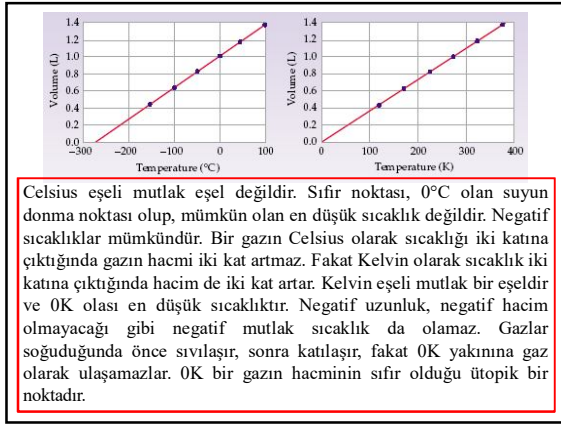 1.4
1.2
1.0
0.8
0.6
0.4
0.2
0.0
Volume (L)
−300 −200 −100 0 100
Temperature (°C)
1.4
1.2
1.0
0.8
0.6
0.4
0.2
0.0
Volume (L)
0 100 200 300 400
Temperature (K)
Celsius eşeli mutlak eşel değildir. Sıfır noktası, 0°C olan suyun
donma noktası olup, mümkün olan en düşük sıcaklık değildir. Negatif
sıcaklıklar mümkündür. Bir gazın Celsius olarak sıcaklığı iki katına
çıktığında gazın hacmi iki kat artmaz. Fakat Kelvin olarak sıcaklık iki
katına çıktığında hacim de iki kat artar. Kelvin eşeli mutlak bir eşeldir
ve 0K olası en düşük sıcaklıktır. Negatif uzunluk, negatif hacim
olmayacağı gibi negatif mutlak sıcaklık da olamaz. Gazlar
soğuduğunda önce sıvılaşır, sonra katılaşır, fakat 0K yakınına gaz
olarak ulaşamazlar. 0K bir gazın hacminin sıfır olduğu ütopik bir
noktadır.